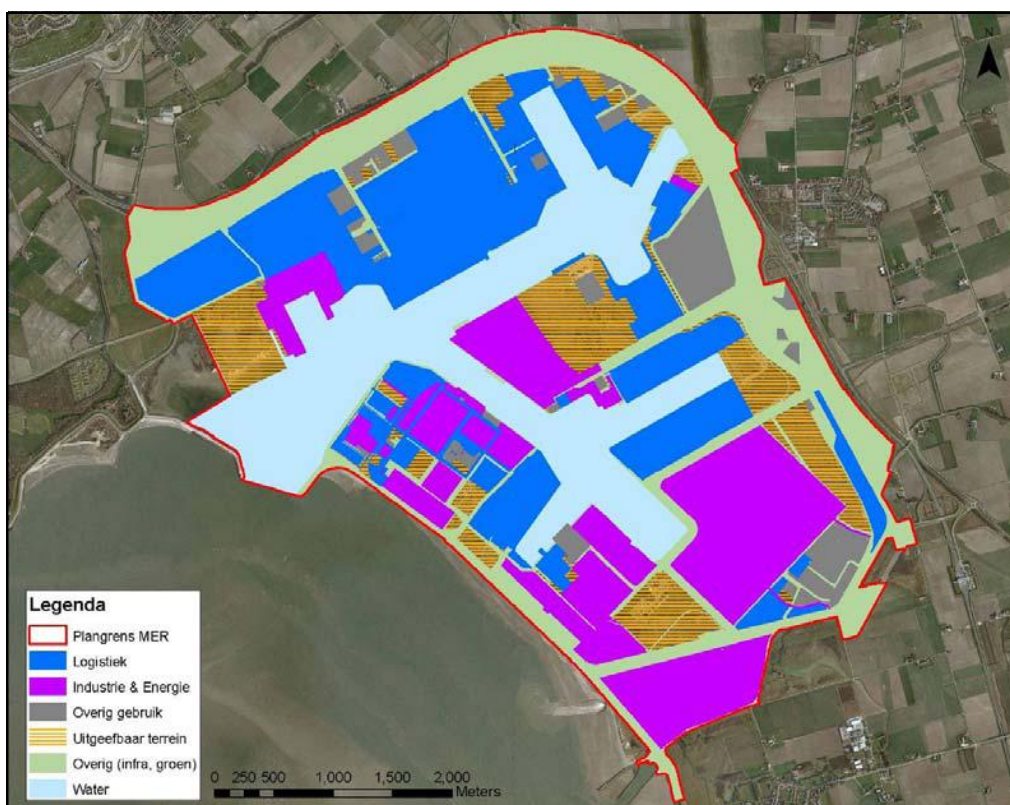 N
Legenda
Plangrens MER
Logistiek
Industrie & Energie
Overig gebruik
Uitgeefbaar terrein
Overig (infra, groen)
Water
0 250 500 1,000 1,500 2,000
Meters